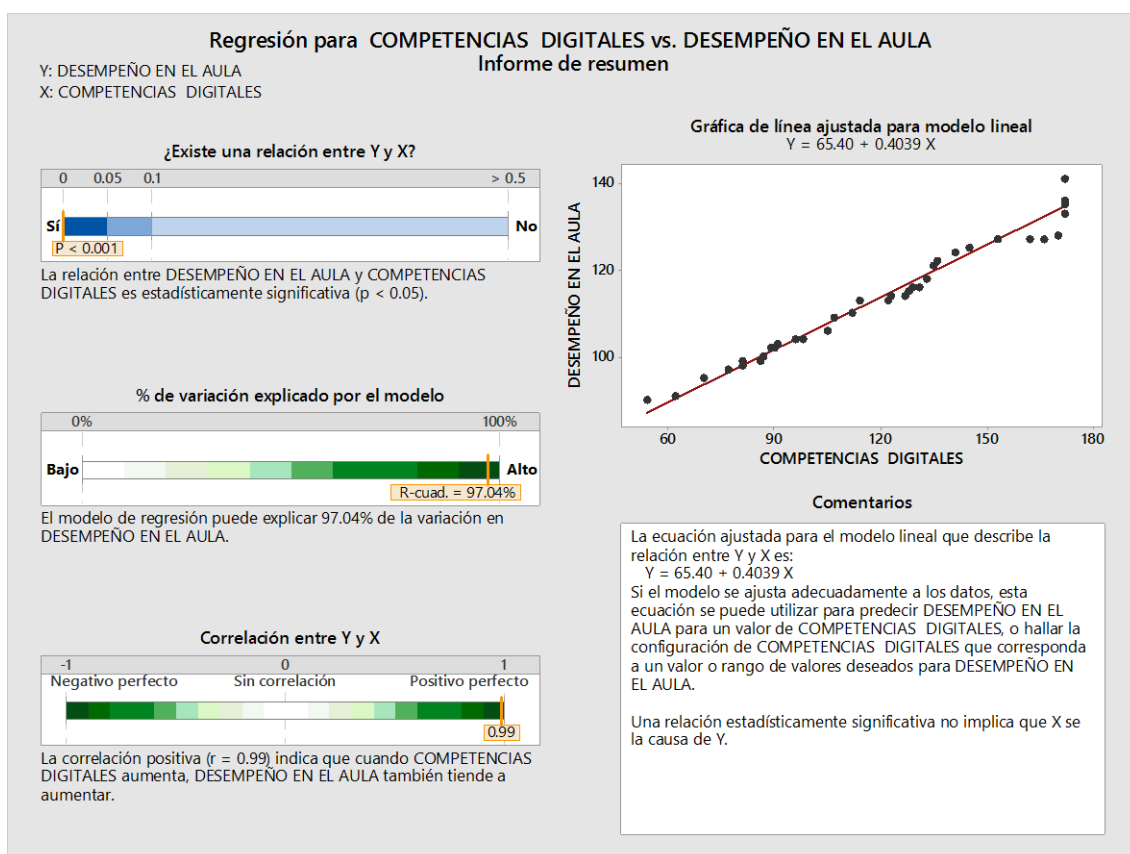 Regresión para COMPETENCIAS DIGITALES vs. DESEMPEÑO EN EL AULA
Informe de resumen
Y: DESEMPEÑO EN EL AULA
X: COMPETENCIAS DIGITALES
¿Existe una relación entre Y y X?
0 0.05 0.1 > 0.5
Sí No
P < 0.001
La relación entre DESEMPEÑO EN EL AULA y COMPETENCIAS
DIGITALES es estadísticamente significativa (p < 0.05).
% de variación explicado por el modelo
0% 100%
Bajo Alto
R-cuad. = 97.04%
El modelo de regresión puede explicar 97.04% de la variación en
DESEMPEÑO EN EL AULA.
Correlación entre Y y X
-1 0 1
Negativo perfecto Sin correlación Positivo perfecto
0.99
La correlación positiva (r = 0.99) indica que cuando COMPETENCIAS
DIGITALES aumenta, DESEMPEÑO EN EL AULA también tiende a
aumentar.
Gráfica de línea ajustada para modelo lineal
Y = 65.40 + 0.4039 X
140
120
100
DESEMPEÑO EN EL AULA
60 90 120 150 180
COMPETENCIAS DIGITALES
Comentarios
La ecuación ajustada para el modelo lineal que describe la
relación entre Y y X es:
Y = 65.40 + 0.4039 X
Si el modelo se ajusta adecuadamente a los datos, esta
ecuación se puede utilizar para predecir DESEMPEÑO EN EL
AULA para un valor de COMPETENCIAS DIGITALES, o hallar la
configuración de COMPETENCIAS DIGITALES que corresponda
a un valor o rango de valores deseados para DESEMPEÑO EN
EL AULA.
Una relación estadísticamente significativa no implica que X se
la causa de Y.